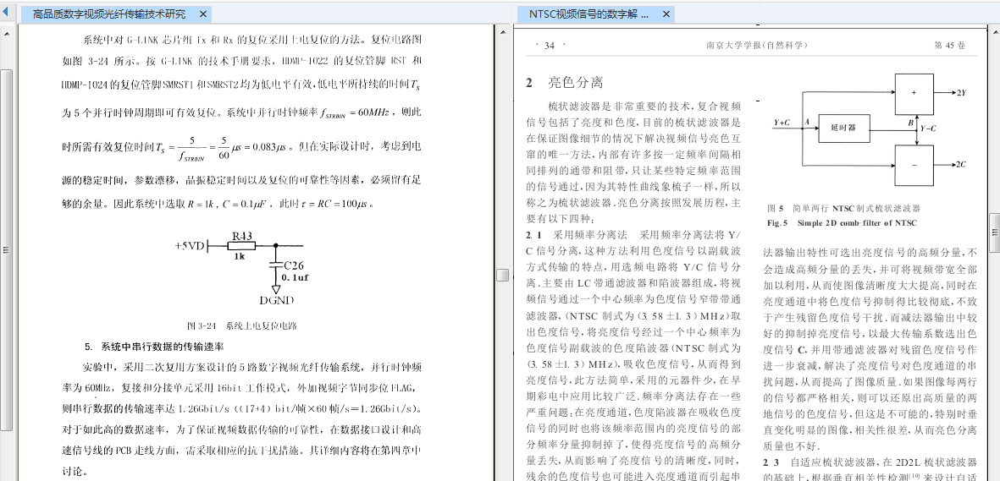 高品质数字视频光纤传输技术研究 ×
NTSC视频信号的数字解 ... ×
系统中对 G-LINK 芯片组 Tx 和 Rx 的复位采用上电复位的方法。复位电路图
如图 3-24 所示。按 G-LINK 的技术手册要求，HDMP-1022 的复位管脚 RST 和
HDMP-1024 的复位管脚 SMRST1 和 SMRST2 均为低电平有效,低电平所持续的时间 T_S
为 5 个并行时钟周期即可有效复位。系统中并行时钟频率 f_STRBIN = 60MHz，则此
时所需有效复位时间 T_S = 5/f_STRBIN = 5/60 μs = 0.083μs。但在实际设计时，考虑到电
源的稳定时间，参数漂移，晶振稳定时间以及复位的可靠性等因素，必须留有足
够的余量。因此系统中选取 R = 1k , C = 0.1μF ，此时 τ = RC = 100μs。
+5VD
R43
1k
C26
0.1uf
DGND
图 3-24 系统上电复位电路
5. 系统中串行数据的传输速率
实验中，采用二次复用方案设计的 5 路数字视频光纤传输系统，并行时钟频
率为 60MHz，复接和分接单元采用 16bit 工作模式，外加视频字节同步位 FLAG，
则串行数据的传输速率达 1.26Gbit/s（(17+4) bit/帧×60 帧/s＝1.26Gbit/s)。
对于如此高的数据速率，为了保证视频数据传输的可靠性，在数据接口设计和高
速信号线的 PCB 走线方面，需采取相应的抗干扰措施。其详细内容将在第四章中
讨论。
· 34 ·
南京大学学报(自然科学)
第 45 卷
2 亮色分离
梳状滤波器是非常重要的技术,复合视频
信号包括了亮度和色度,目前的梳状滤波器是
在保证图像细节的情况下解决视频信号亮色互
窜的唯一方法,内部有许多按一定频率间隔相
同排列的通带和阻带,只让某些特定频率范围
的信号通过,因为其特性曲线象梳子一样,所以
称之为梳状滤波器.亮色分离按照发展历程,主
要有以下四种:
2. 1 采用频率分离法 采用频率分离法将 Y/
C 信号分离,这种方法利用色度信号以副载波
方式传输的特点,用选频电路将 Y/C 信号分
离.主要由 LC 带通滤波器和陷波器组成,将视
频信号通过一个中心频率为色度信号窄带带通
滤波器,(NTSC 制式为(3. 58 ±1. 3) MHz)取
出色度信号,将亮度信号经过一个中心频率为
色度信号副载波的色度陷波器(NTSC 制式为
(3. 58 ±1. 3) MHz),吸收色度信号,从而得到
亮度信号,此方法简单,采用的元器件少,在早
期彩电中应用比较广泛.频率分离法存在一些
严重问题:在亮度通道,色度陷波器在吸收色度
信号的同时也将该频率范围内的亮度信号的部
分频率分量抑制掉了,使得亮度信号的高频分
量丢失,从而影响了亮度信号的清晰度,同时,
残余的色度信号也可能进入亮度通道而引起串
Y+C
A
延时器
B
Y−C
+
2Y
−
2C
图 5 简单两行 NTSC制式梳状滤波器
Fig. 5 Simple 2D comb-filter of NTSC
法器输出特性可选出亮度信号的高频分量,不
会造成高频分量的丢失,并可将视频带宽全部
加以利用,从而使图像清晰度大大提高,同时在
亮度通道中将色度信号抑制得比较彻底,不致
于产生残留色度信号干扰.而减法器输出中较
好的抑制掉亮度信号,以最大传输系数选出色
度信号 C,并用带通滤波器对残留色度信号作
进一步衰减,解决了亮度信号对色度通道的串
扰问题,从而提高了图像质量.如果图像每两行
的信号都严格相关,则可以还原出高质量的两
地信号的色度信号,但这是不可能的,特别时垂
直变化明显的图像,相关性很差,从而亮色分离
质量也不好.
2 3 自适应梳状滤波器,在 2D2L 梳状滤波器
的基础上,根据垂直相关性检测[10]来设计自适